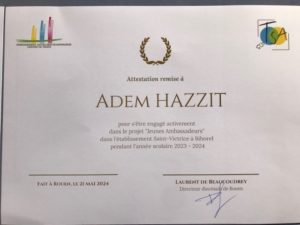 Attestation remise à
ADEM HAZZIT
pour s'être engagé activement
dans le projet "Jeunes Ambassadeurs"
dans l'établissement Saint-Victrice à Bihorel
pendant l'année scolaire 2023 - 2024
FAIT À ROUEN, LE 21 MAI 2024
LAURENT DE BEAUCOUDREY
Directeur diocésain de Rouen